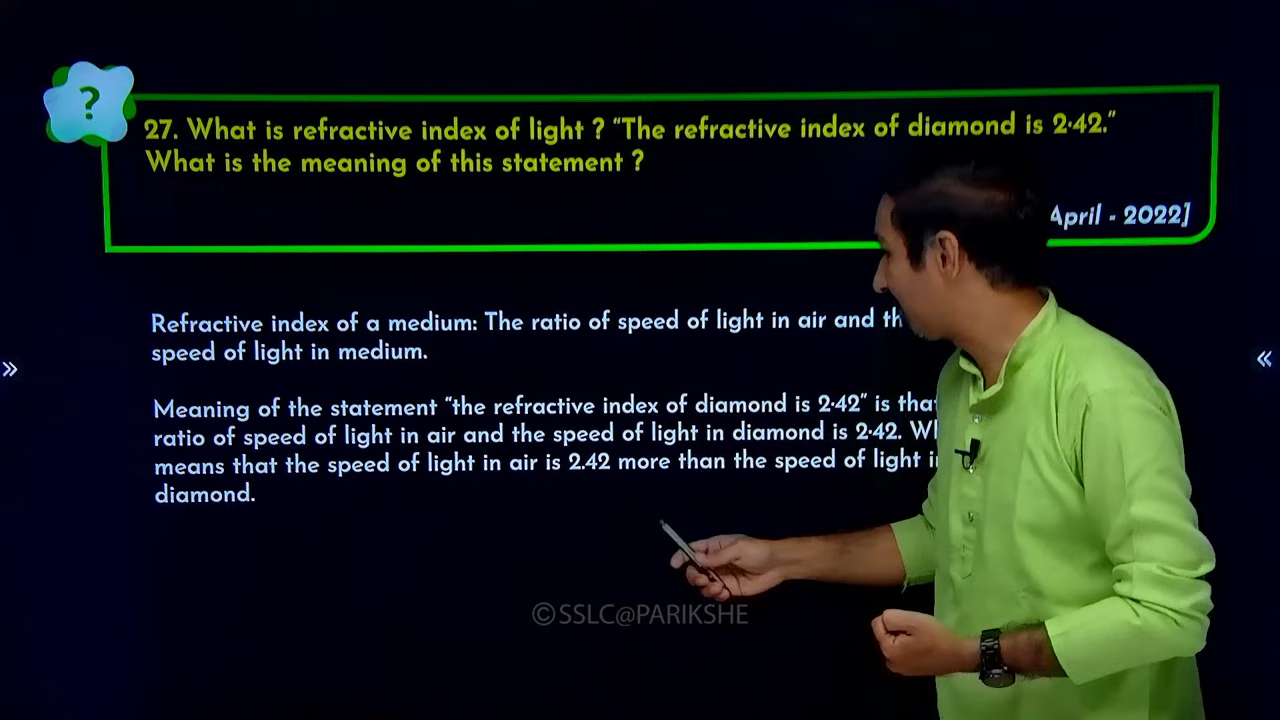 ?
27. What is refractive index of light ? "The refractive index of diamond is 2·42."
What is the meaning of this statement ?
April - 2022]
Refractive index of a medium: The ratio of speed of light in air and
speed of light in medium.
Meaning of the statement "the refractive index of diamond is 2·42" is
ratio of speed of light in air and the speed of light in diamond is 2·42.
means that the speed of light in air is 2.42 more than the speed of light
diamond.
»
«
©SSLC@PARIKSHE